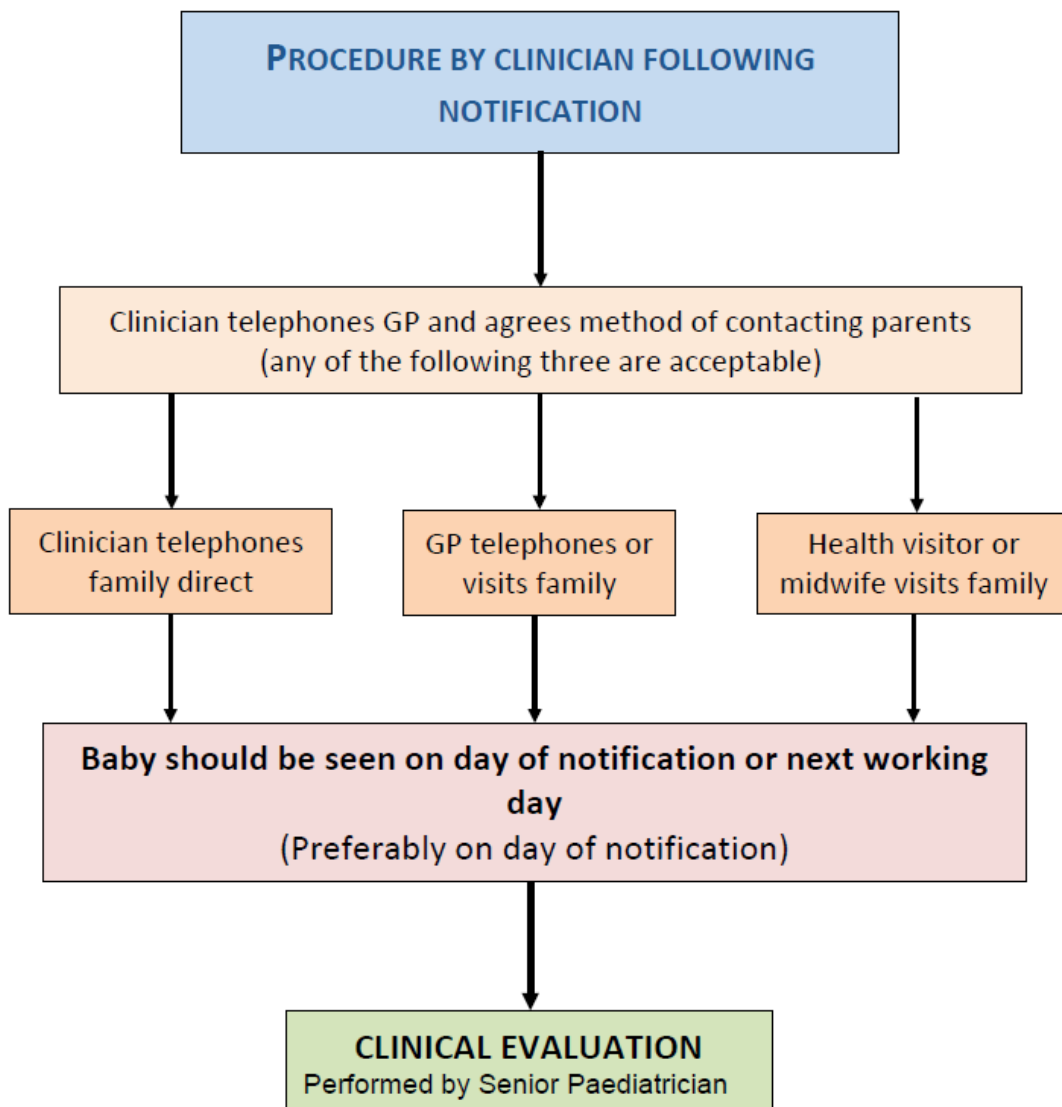 PROCEDURE BY CLINICIAN FOLLOWING
NOTIFICATION
Clinician telephones GP and agrees method of contacting parents
(any of the following three are acceptable)
Clinician telephones
family direct
GP telephones or
visits family
Health visitor or
midwife visits family
Baby should be seen on day of notification or next working
day
(Preferably on day of notification)
CLINICAL EVALUATION
Performed by Senior Paediatrician